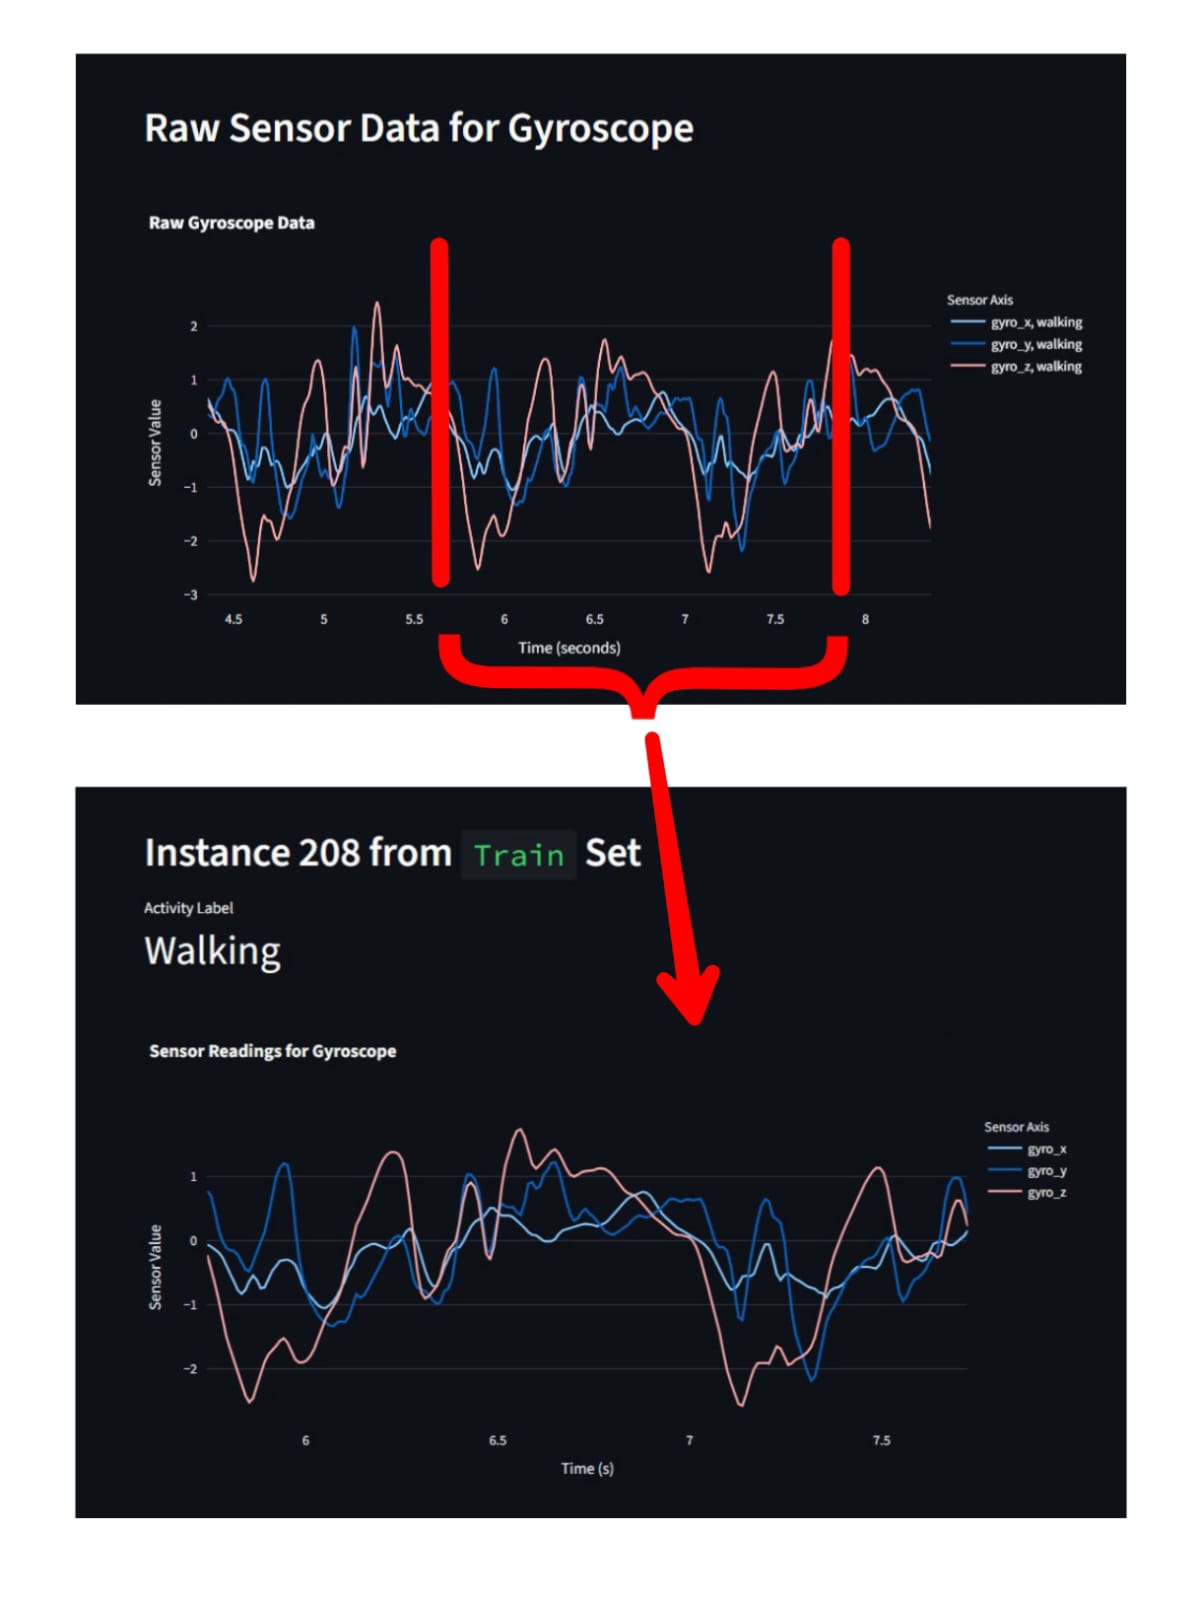 Raw Sensor Data for Gyroscope
Raw Gyroscope Data
Sensor Axis
gyro_x, walking
gyro_y, walking
gyro_z, walking
Sensor Value
2
1
0
−1
−2
−3
4.5 5 5.5 6 6.5 7 7.5 8
Time (seconds)
Instance 208 from Train Set
Activity Label
Walking
Sensor Readings for Gyroscope
Sensor Axis
gyro_x
gyro_y
gyro_z
Sensor Value
1
0
−1
−2
6 6.5 7 7.5
Time (s)